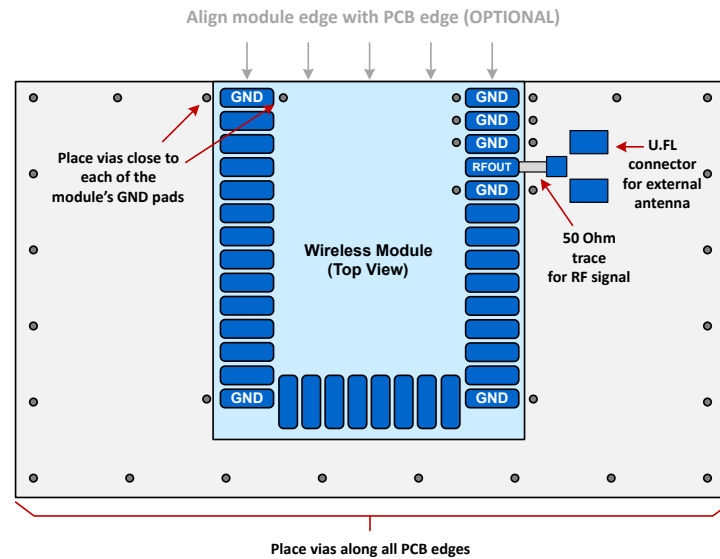 Align module edge with PCB edge (OPTIONAL)
GND
GND
GND
GND
RFOUT
GND
Place vias close to
each of the
module's GND pads
U.FL
connector
for external
antenna
50 Ohm
trace
for RF signal
Wireless Module
(Top View)
GND
GND
Place vias along all PCB edges